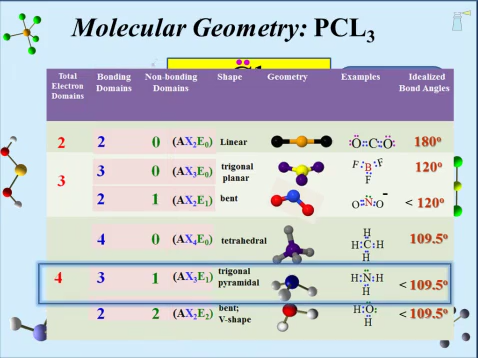 Molecular Geometry: PCL3
Total Electron Domains Bonding Domains Non-bonding Domains Shape Geometry Examples Idealized Bond Angles
2 2 0 (AX2E0) Linear O C O 180o
3 3 0 (AX3E0) trigonal planar F B F F 120o
2 1 (AX2E1) bent O N O - < 120o
4 0 (AX4E0) tetrahedral H H C H H 109.5o
4 3 1 (AX3E1) trigonal pyramidal H N H H < 109.5o
2 2 (AX2E2) bent; V-shape H O H < 109.5o